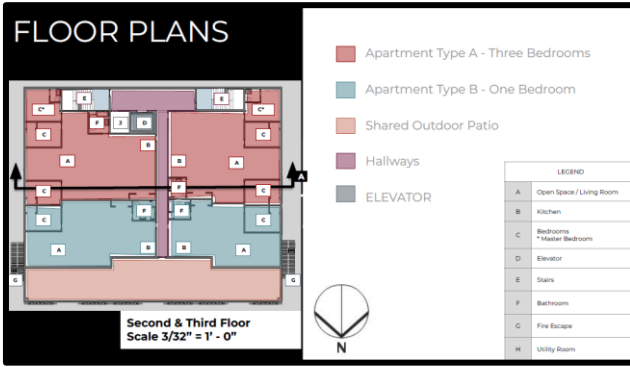 FLOOR PLANS
Apartment Type A - Three Bedrooms
Apartment Type B - One Bedroom
Shared Outdoor Patio
Hallways
ELEVATOR
E
E
C*
C*
F
J
D
C
B
C
A
B
A
A
C
F
C
C
F
F
C
A
B
B
A
G
G
Second & Third Floor
Scale 3/32" = 1' - 0"
N
LEGEND
A Open Space / Living Room
B Kitchen
C Bedrooms
* Master Bedroom
D Elevator
E Stairs
F Bathroom
G Fire Escape
H Utility Room